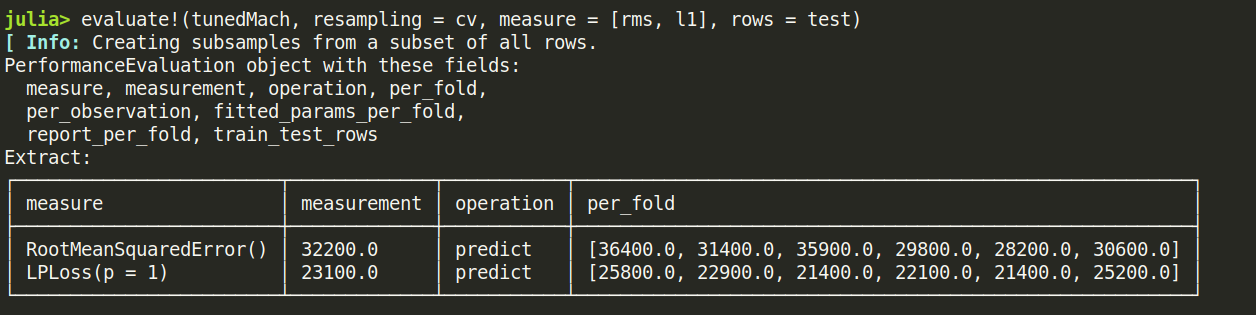 julia> evaluate!(tunedMach, resampling = cv, measure = [rms, l1], rows = test)
[ Info: Creating subsamples from a subset of all rows.
PerformanceEvaluation object with these fields:
  measure, measurement, operation, per_fold,
  per_observation, fitted_params_per_fold,
  report_per_fold, train_test_rows
Extract:
measure measurement operation per_fold
RootMeanSquaredError() 32200.0 predict [36400.0, 31400.0, 35900.0, 29800.0, 28200.0, 30600.0]
LPLoss(p = 1) 23100.0 predict [25800.0, 22900.0, 21400.0, 22100.0, 21400.0, 25200.0]